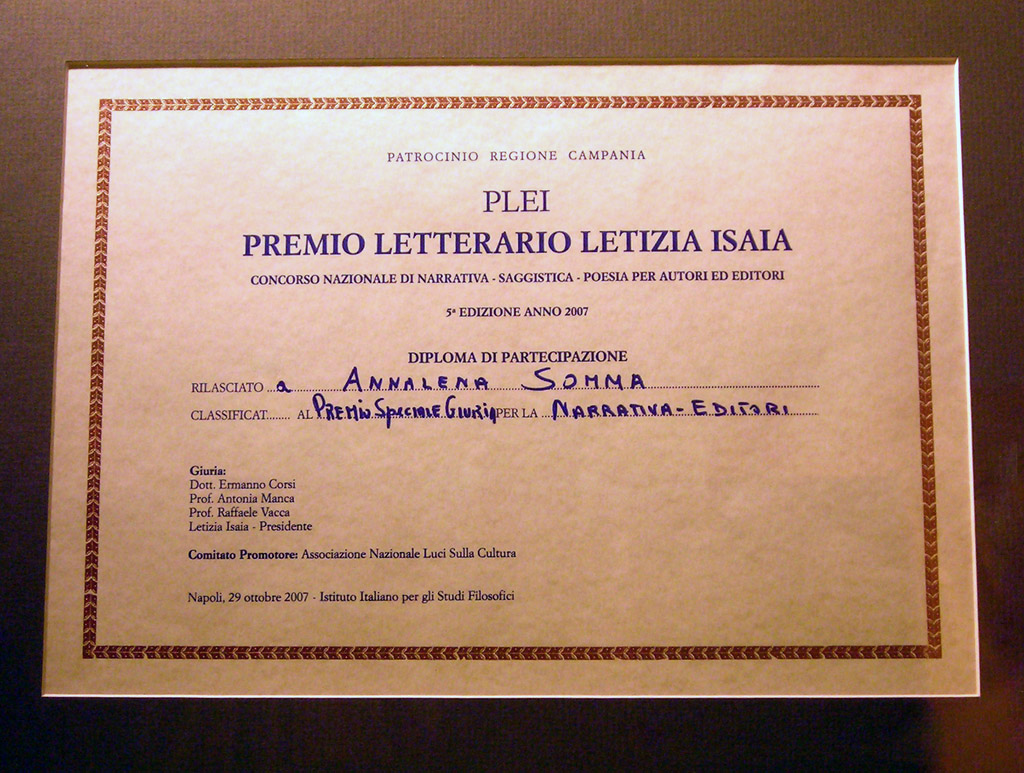 PATROCINIO REGIONE CAMPANIA
PLEI
PREMIO LETTERARIO LETIZIA ISAIA
CONCORSO NAZIONALE DI NARRATIVA - SAGGISTICA - POESIA PER AUTORI ED EDITORI
5ª EDIZIONE ANNO 2007
DIPLOMA DI PARTECIPAZIONE
RILASCIATO a ANNALENA SOMMA
CLASSIFICAT....... AL PREMIO SPECIALE GIURIA PER LA NARRATIVA - EDITORI
Giuria:
Dott. Ermanno Corsi
Prof. Antonia Manca
Prof. Raffaele Vacca
Letizia Isaia - Presidente
Comitato Promotore: Associazione Nazionale Luci Sulla Cultura
Napoli, 29 ottobre 2007 - Istituto Italiano per gli Studi Filosofici